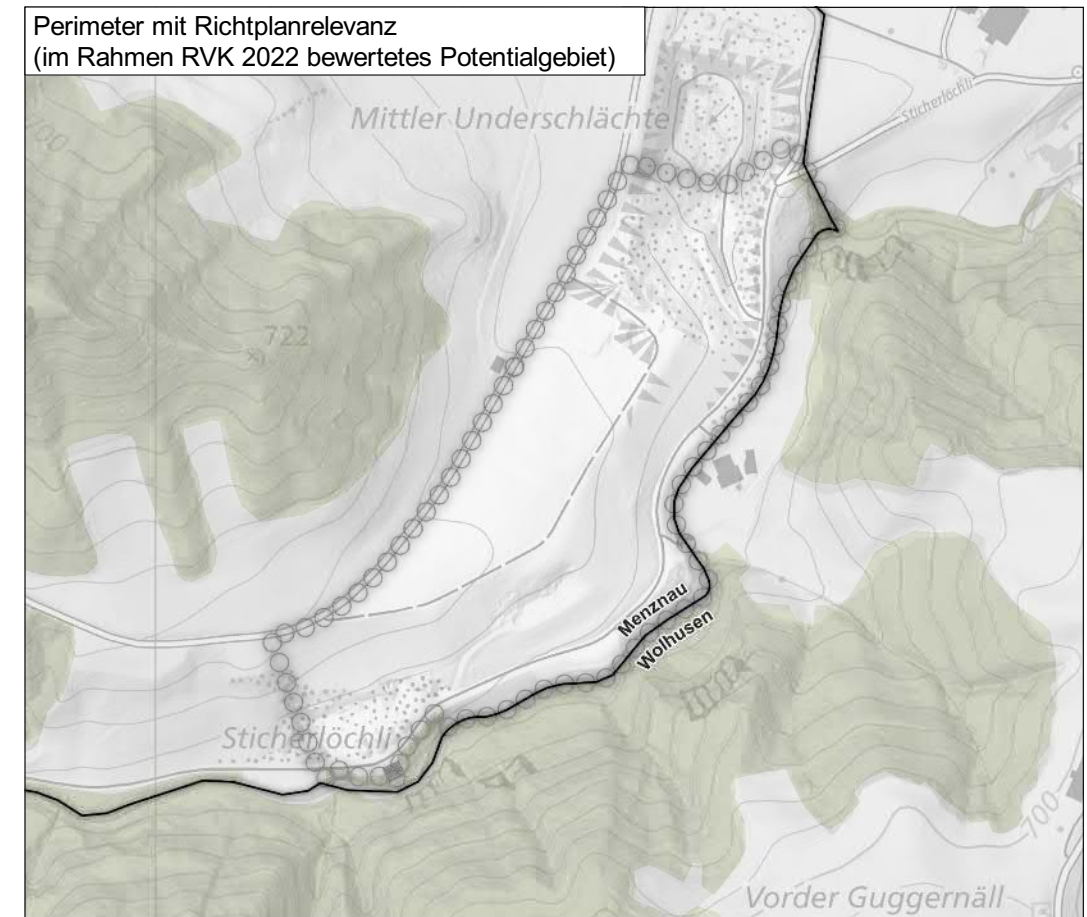 Perimeter mit Richtplanrelevanz
(im Rahmen RVK 2022 bewertetes Potentialgebiet)
Mittler Underschlächte
Sticherlöchli
700
722
Menznau
Wolhusen
Sticherlöchli
700
Vorder Guggernäll